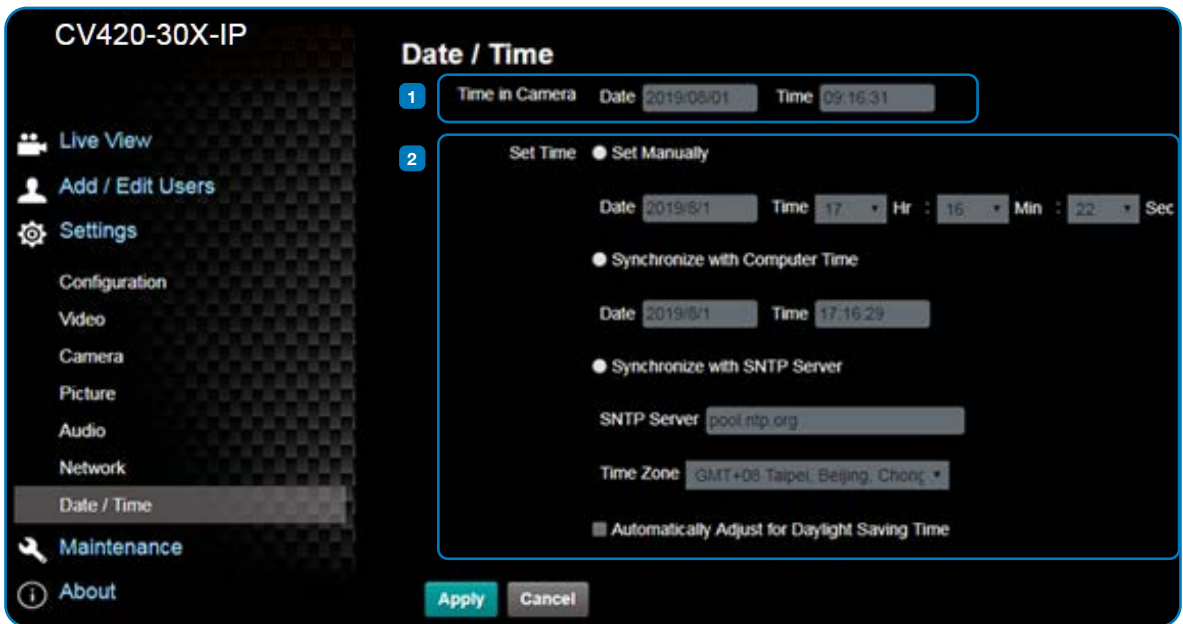 CV420-30X-IP
Live View
Add / Edit Users
Settings
Configuration
Video
Camera
Picture
Audio
Network
Date / Time
Maintenance
About
Date / Time
1 Time in Camera Date 2019/08/01 Time 09:16:31
2 Set Time Set Manually
Date 2019/8/1 Time 17 Hr : 16 Min : 22 Sec
Synchronize with Computer Time
Date 2019/8/1 Time 17:16:29
Synchronize with SNTP Server
SNTP Server pool.ntp.org
Time Zone GMT+08 Taipei, Beijing, Chong
Automatically Adjust for Daylight Saving Time
Apply Cancel